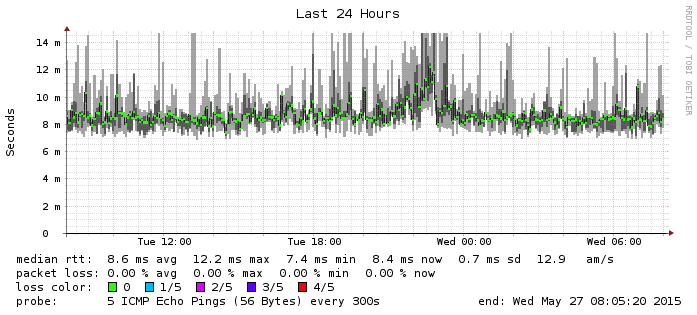 Last 24 Hours
RRDTOOL / TOBI OETIKER
Seconds
14 m
12 m
10 m
8 m
6 m
4 m
2 m
0
Tue 12:00 Tue 18:00 Wed 00:00 Wed 06:00
median rtt: 8.6 ms avg 12.2 ms max 7.4 ms min 8.4 ms now 0.7 ms sd 12.9 am/s
packet loss: 0.00 % avg 0.00 % max 0.00 % min 0.00 % now
loss color: 0 1/5 2/5 3/5 4/5
probe: 5 ICMP Echo Pings (56 Bytes) every 300s end: Wed May 27 08:05:20 2015